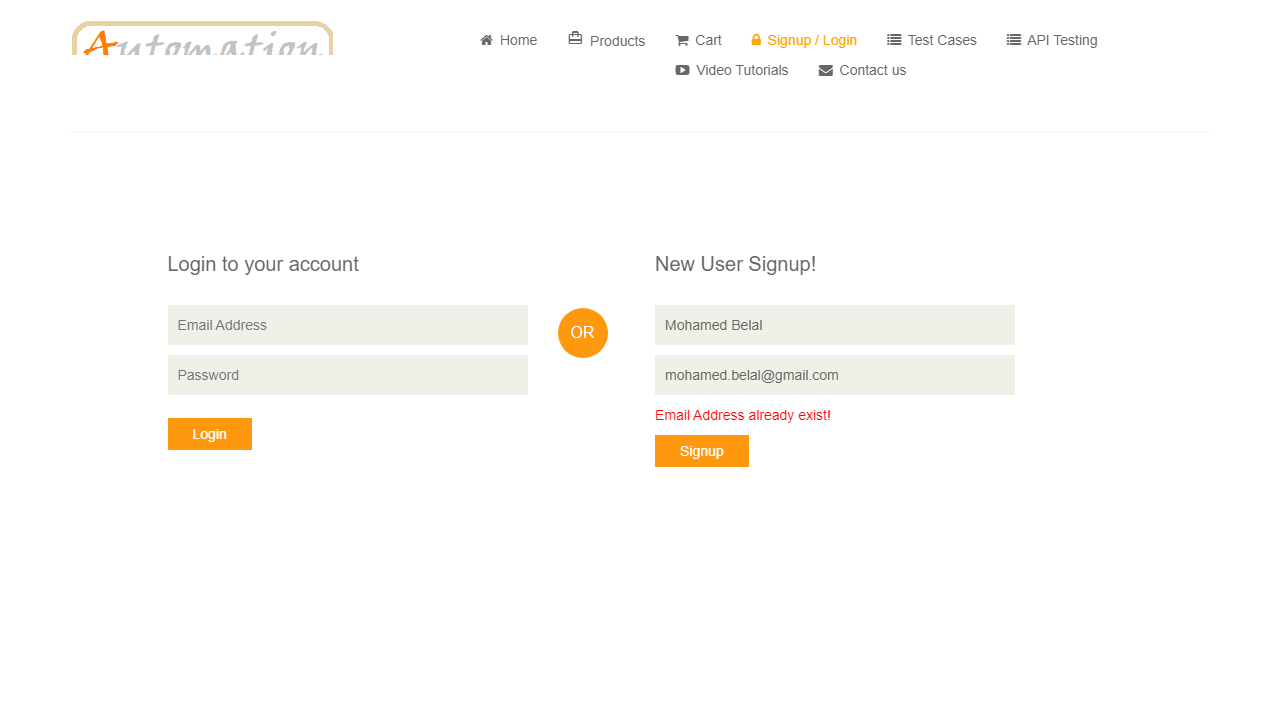 Automation
Home Products Cart Signup / Login Test Cases API Testing
Video Tutorials Contact us
Login to your account
Email Address
Password
Login
OR
New User Signup!
Mohamed Belal
mohamed.belal@gmail.com
Email Address already exist!
Signup